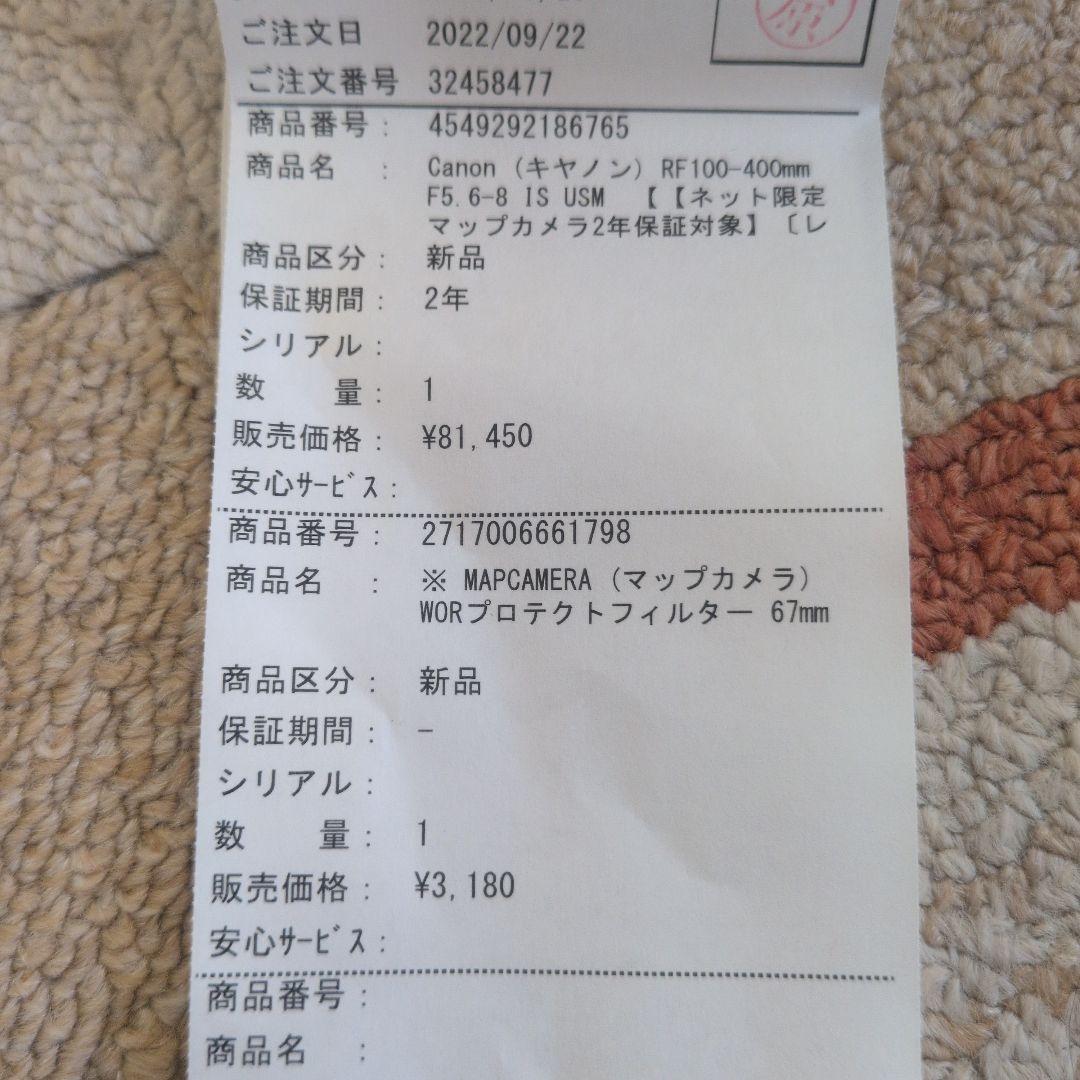 ご注文日 2022/09/22
ご注文番号 32458477
商品番号： 4549292186765
商品名 ： Canon (キヤノン) RF100-400mm
F5.6-8 IS USM 【【ネット限定
マップカメラ2年保証対象】〔レ
商品区分： 新品
保証期間： 2年
シリアル：
数 量： 1
販売価格： ¥81,450
安心ｻｰﾋﾞｽ：
商品番号： 2717006661798
商品名 ： ※ MAPCAMERA (マップカメラ)
WORプロテクトフィルター 67mm
商品区分： 新品
保証期間： -
シリアル：
数 量： 1
販売価格： ¥3,180
安心ｻｰﾋﾞｽ：
商品番号：
商品名 ：